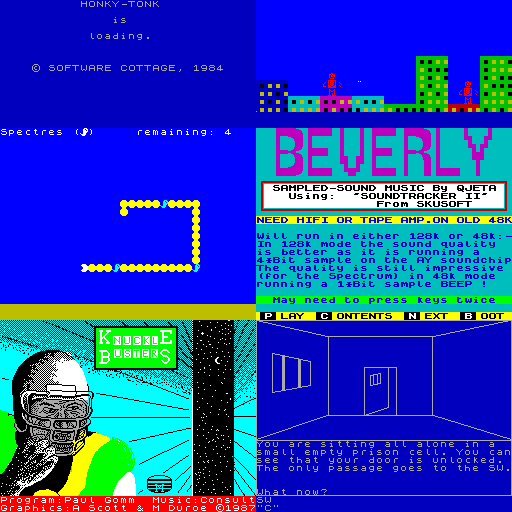 HONKY-TONK
is
loading.
© SOFTWARE COTTAGE, 1984
Spectres ( ) remaining: 4
BEVERLY
SAMPLED-SOUND MUSIC By QJETA
Using: "SOUNDTRACKER II"
From SKUSOFT
NEED HIFI OR TAPE AMP.ON OLD 48K
Will run in either 128k or 48k:-
In 128k mode the sound quality
is better as it is running a
4½Bit sample on the AY soundchip
The quality is still impressive
(for the Spectrum) in 48k mode
running a 1½Bit sample BEEP !
May need to press keys twice
P LAY C ONTENTS N EXT B OOT
KNUCKLE
BUSTERS
Program:Paul Gomm Music:Consult
Graphics:A Scott & M Duroe ©1987
You are sitting all alone in a
small empty prison cell. You can
see that your door is unlocked.
The only passage goes to the SW.
What now?
SW
"C"